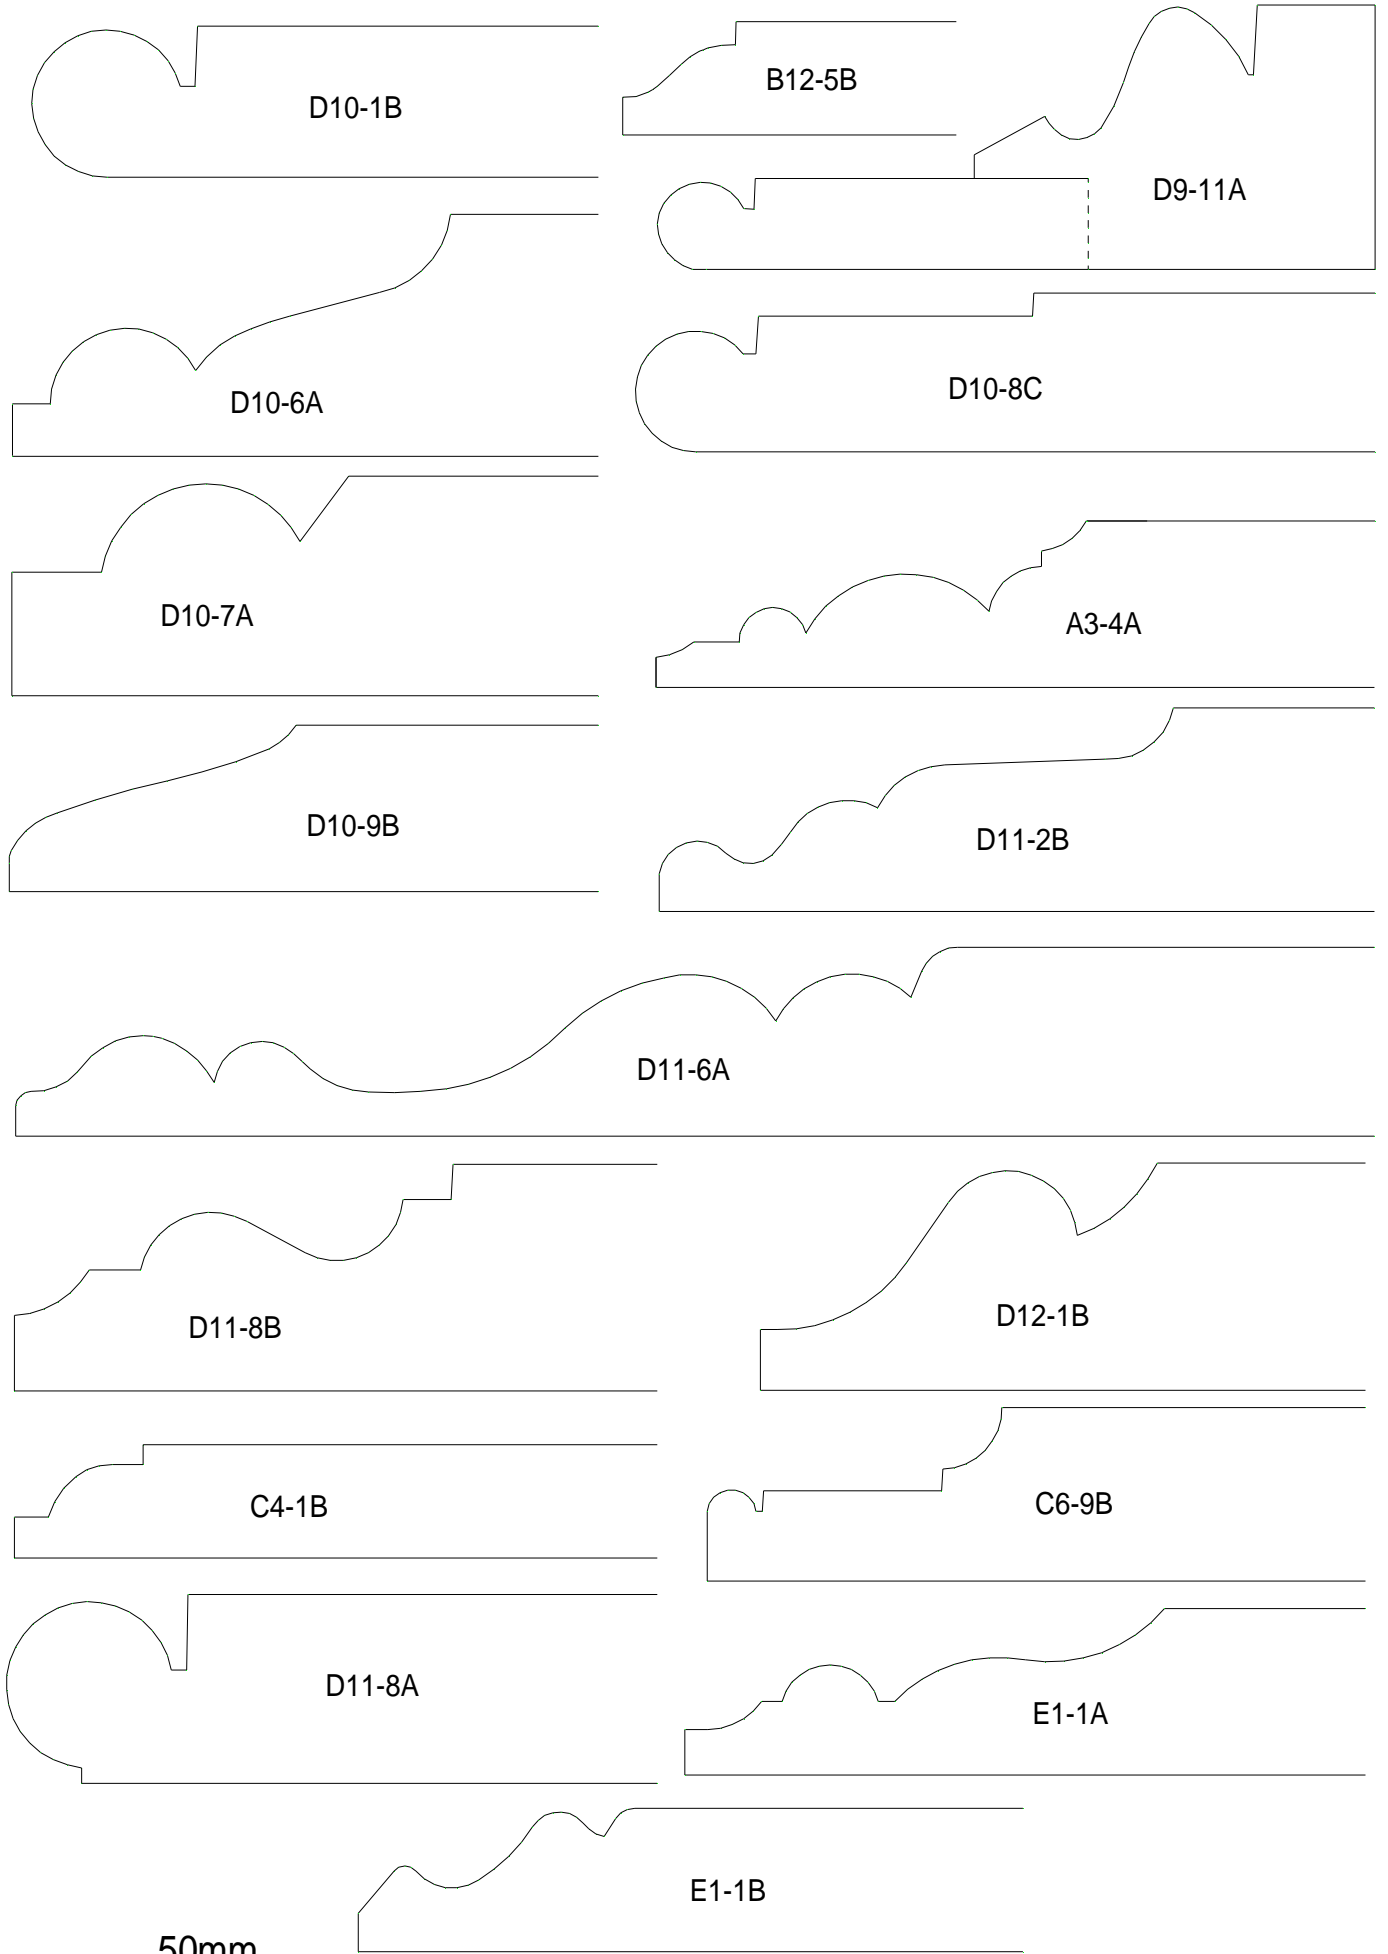 D10-1B
B12-5B
D9-11A
D10-6A
D10-8C
D10-7A
A3-4A
D10-9B
D11-2B
D11-6A
D11-8B
D12-1B
C4-1B
C6-9B
D11-8A
E1-1A
E1-1B
50mm